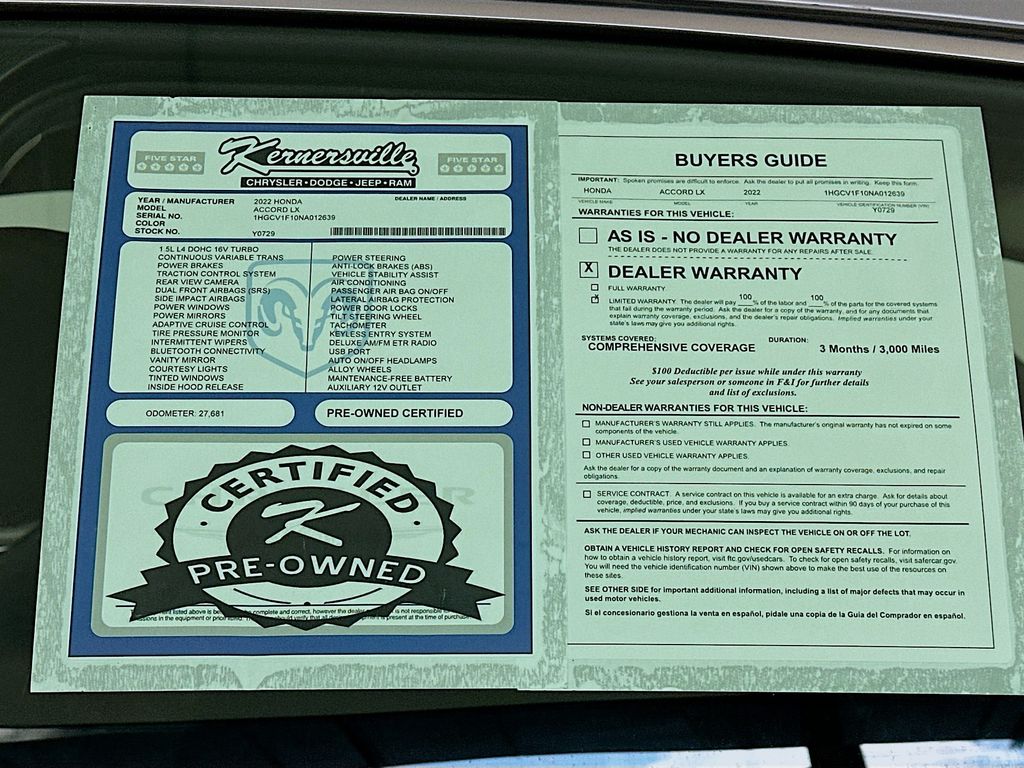 FIVE STAR
Kernersville
FIVE STAR
CHRYSLER • DODGE • JEEP • RAM
YEAR / MANUFACTURER 2022 HONDA
DEALER NAME / ADDRESS
MODEL ACCORD LX
SERIAL NO. 1HGCV1F10NA012639
COLOR
STOCK NO. Y0729
1.5L L4 DOHC 16V TURBO
CONTINUOUS VARIABLE TRANS
POWER BRAKES
TRACTION CONTROL SYSTEM
REAR VIEW CAMERA
DUAL FRONT AIRBAGS (SRS)
SIDE IMPACT AIRBAGS
POWER WINDOWS
POWER MIRRORS
ADAPTIVE CRUISE CONTROL
TIRE PRESSURE MONITOR
INTERMITTENT WIPERS
BLUETOOTH CONNECTIVITY
VANITY MIRROR
COURTESY LIGHTS
TINTED WINDOWS
INSIDE HOOD RELEASE
POWER STEERING
ANTI-LOCK BRAKES (ABS)
VEHICLE STABILITY ASSIST
AIR CONDITIONING
PASSENGER AIR BAG ON/OFF
LATERAL AIRBAG PROTECTION
POWER DOOR LOCKS
TILT STEERING WHEEL
TACHOMETER
KEYLESS ENTRY SYSTEM
DELUXE AM/FM ETR RADIO
USB PORT
AUTO ON/OFF HEADLAMPS
ALLOY WHEELS
MAINTENANCE-FREE BATTERY
AUXILIARY 12V OUTLET
ODOMETER: 27,681
PRE-OWNED CERTIFIED
CERTIFIED
K
PRE-OWNED
listed above is
complete and correct, however the
is not
in the equipment or
verify that all
present at the time of
BUYERS GUIDE
IMPORTANT: Spoken promises are difficult to enforce. Ask the dealer to put all promises in writing. Keep this form.
HONDA ACCORD LX 2022 1HGCV1F10NA012639
VEHICLE MAKE MODEL YEAR VEHICLE IDENTIFICATION NUMBER (VIN)
Y0729
WARRANTIES FOR THIS VEHICLE:
AS IS - NO DEALER WARRANTY
THE DEALER DOES NOT PROVIDE A WARRANTY FOR ANY REPAIRS AFTER SALE.
X DEALER WARRANTY
FULL WARRANTY.
X LIMITED WARRANTY. The dealer will pay 100 % of the labor and 100 % of the parts for the covered systems
that fail during the warranty period. Ask the dealer for a copy of the warranty, and for any documents that
explain warranty coverage, exclusions, and the dealer's repair obligations. Implied warranties under your
state's laws may give you additional rights.
SYSTEMS COVERED: DURATION:
COMPREHENSIVE COVERAGE 3 Months / 3,000 Miles
$100 Deductible per issue while under this warranty
See your salesperson or someone in F&I for further details
and list of exclusions.
NON-DEALER WARRANTIES FOR THIS VEHICLE:
MANUFACTURER'S WARRANTY STILL APPLIES. The manufacturer's original warranty has not expired on some
components of the vehicle.
MANUFACTURER'S USED VEHICLE WARRANTY APPLIES.
OTHER USED VEHICLE WARRANTY APPLIES.
Ask the dealer for a copy of the warranty document and an explanation of warranty coverage, exclusions, and repair
obligations.
SERVICE CONTRACT. A service contract on this vehicle is available for an extra charge. Ask for details about
coverage, deductible, price, and exclusions. If you buy a service contract within 90 days of your purchase of this
vehicle, implied warranties under your state's laws may give you additional rights.
ASK THE DEALER IF YOUR MECHANIC CAN INSPECT THE VEHICLE ON OR OFF THE LOT.
OBTAIN A VEHICLE HISTORY REPORT AND CHECK FOR OPEN SAFETY RECALLS. For information on
how to obtain a vehicle history report, visit ftc.gov/usedcars. To check for open safety recalls, visit safercar.gov.
You will need the vehicle identification number (VIN) shown above to make the best use of the resources on
these sites.
SEE OTHER SIDE for important additional information, including a list of major defects that may occur in
used motor vehicles.
Si el concesionario gestiona la venta en español, pídale una copia de la Guía del Comprador en español.